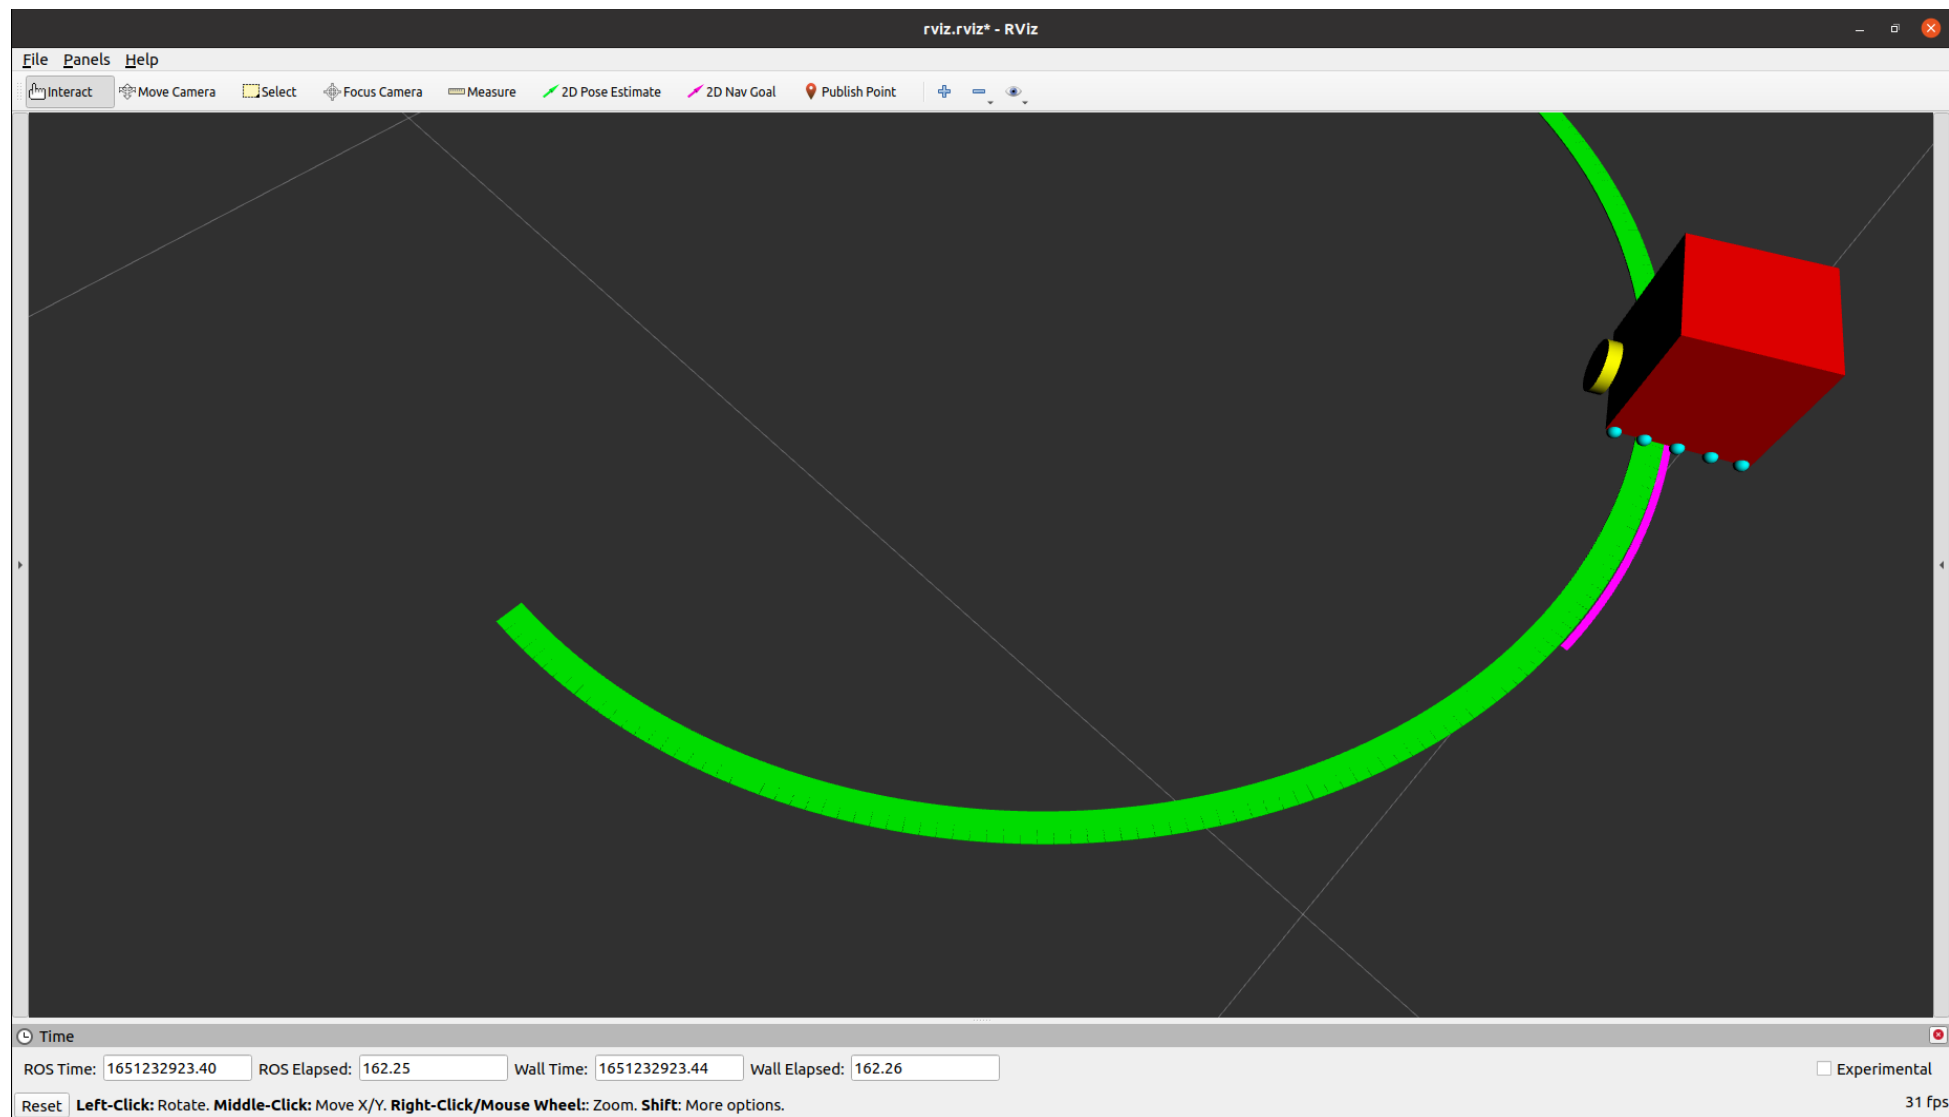 rviz.rviz* - RViz
File Panels Help
Interact Move Camera Select Focus Camera Measure 2D Pose Estimate 2D Nav Goal Publish Point
Time
ROS Time: 1651232923.40 ROS Elapsed: 162.25 Wall Time: 1651232923.44 Wall Elapsed: 162.26 Experimental
Reset Left-Click: Rotate. Middle-Click: Move X/Y. Right-Click/Mouse Wheel:: Zoom. Shift: More options. 31 fps